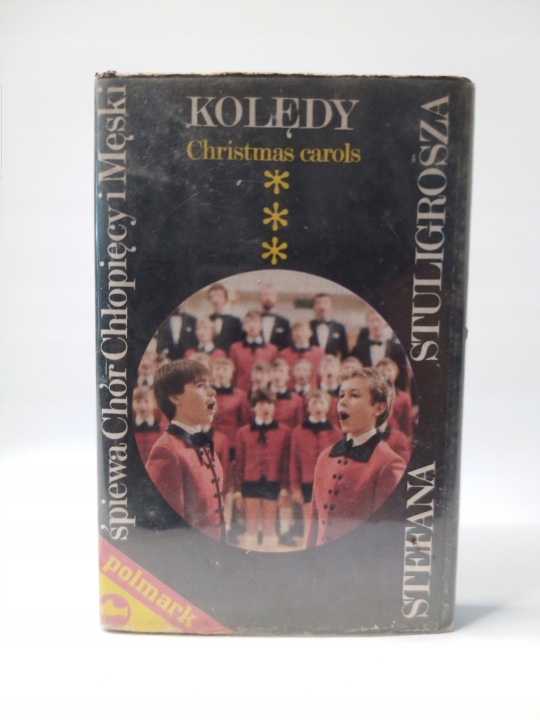 KOLĘDY
Christmas carols
***
śpiewa Chór Chłopięcy i Męski
STEFANA STULIGROSZA
polmark